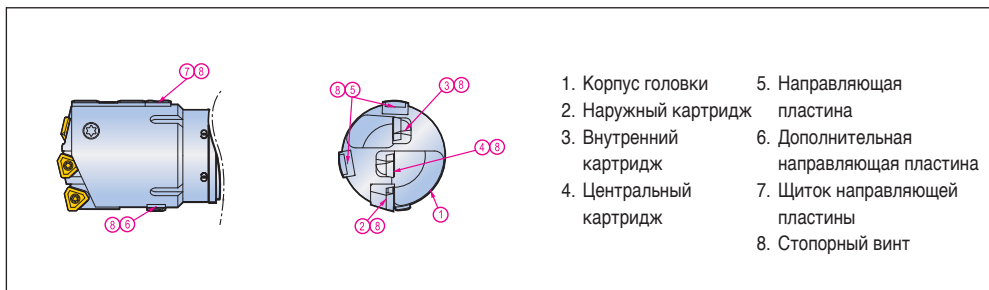 7 8
8 6
8 5
3 8
4 8
2 8
1
1. Корпус головки
2. Наружный картридж
3. Внутренний
картридж
4. Центральный
картридж
5. Направляющая
пластина
6. Дополнительная
направляющая пластина
7. Щиток направляющей
пластины
8. Стопорный винт